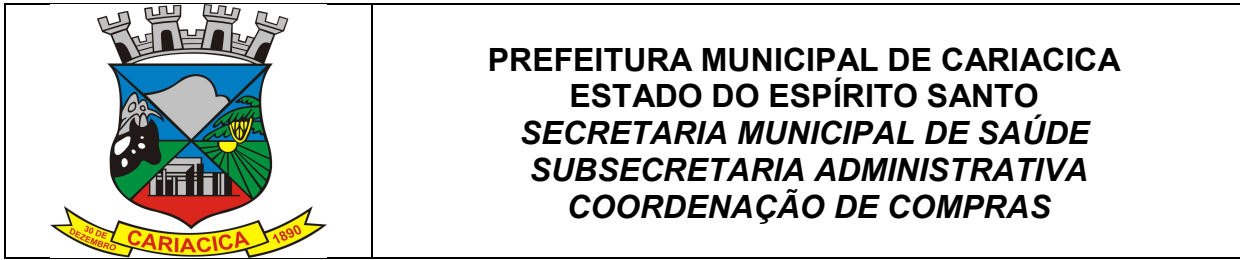 30 DE
DEZEMBRO
CARIACICA
1890
PREFEITURA MUNICIPAL DE CARIACICA
ESTADO DO ESPÍRITO SANTO
SECRETARIA MUNICIPAL DE SAÚDE
SUBSECRETARIA ADMINISTRATIVA
COORDENAÇÃO DE COMPRAS